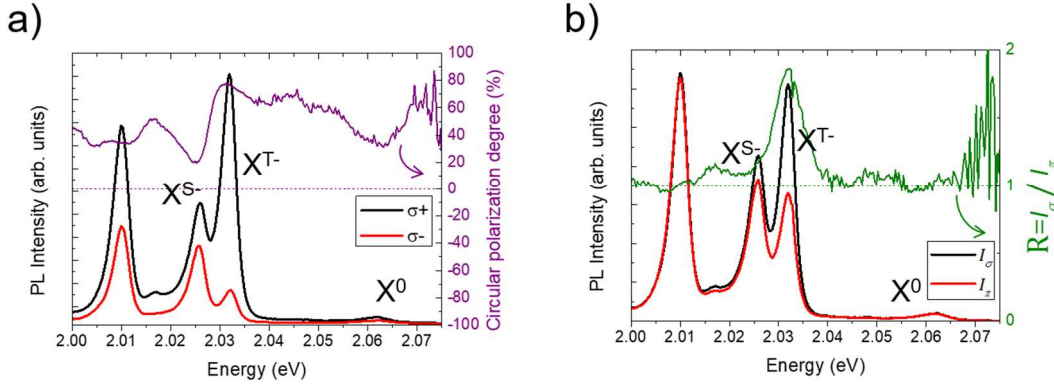 a)
PL Intensity (arb. units)
X^S-
X^T-
X^0
σ+
σ-
100
80
60
40
20
0
-20
-40
-60
-80
-100
Circular polarization degree (%)
2.00 2.01 2.02 2.03 2.04 2.05 2.06 2.07
Energy (eV)
b)
PL Intensity (arb. units)
X^S-
X^T-
X^0
I_σ
I_π
2
1
0
R=I_σ/I_π
2.00 2.01 2.02 2.03 2.04 2.05 2.06 2.07
Energy (eV)